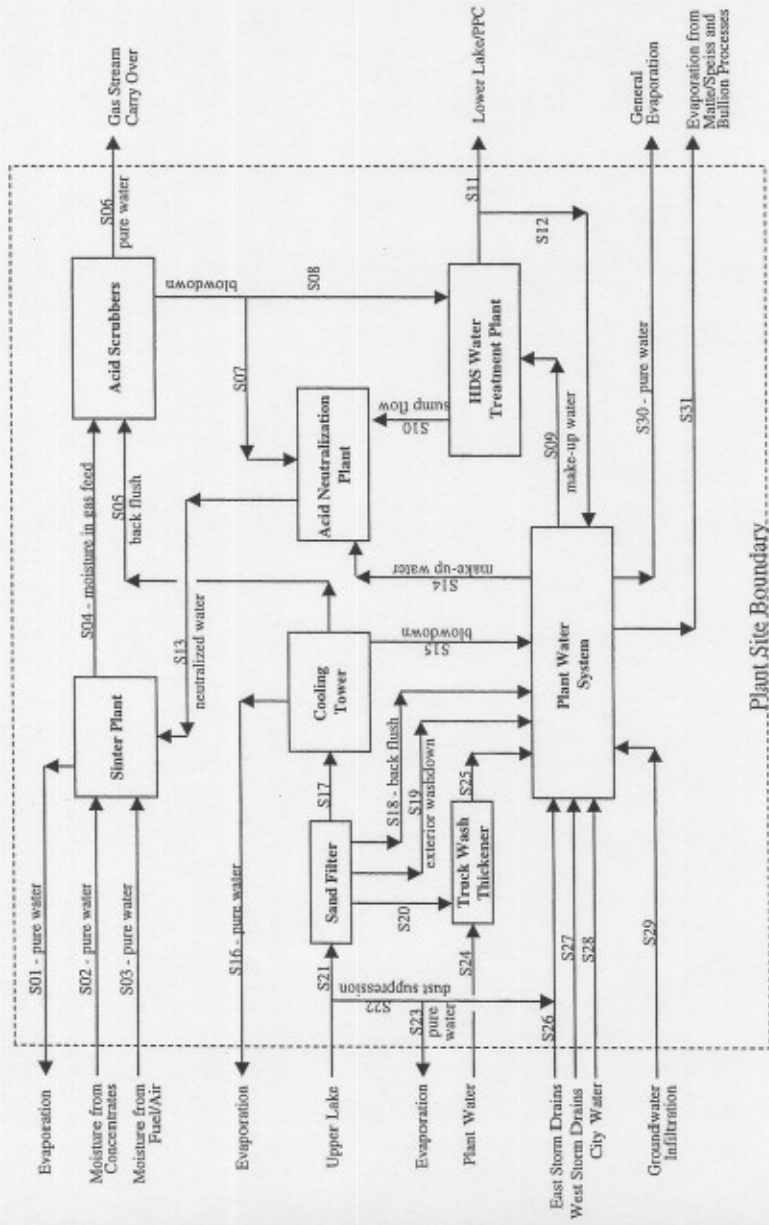 S01 - pure water
Evaporation
S02 - pure water
Moisture from
Concentrates
S03 - pure water
Moisture from
Fuel/Air
Sinter Plant
S04 - moisture in gas feed
S05
back flush
Acid Scrubbers
S06
pure water
Gas Stream
Carry Over
blowdown
S07
S08
S13
neutralized water
Acid Neutralization
Plant
S10
sump flow
HDS Water
Treatment Plant
S11
Lower Lake/PPC
S12
S09
make-up water
S14
make-up water
S16 - pure water
Evaporation
Cooling
Tower
S15
blowdown
S17
Sand Filter
S21
Upper Lake
S18 - back flush
S19
exterior washdown
S20
S22
dust suppression
S23
pure
water
Evaporation
S24
Plant Water
Truck Wash
Thickener
S25
Plant Water
System
S26
East Storm Drains
S27
West Storm Drains
S28
City Water
S29
Groundwater
Infiltration
S30 - pure water
General
Evaporation
S31
Evaporation from
Matte/Speiss and
Bullion Processes
Plant Site Boundary